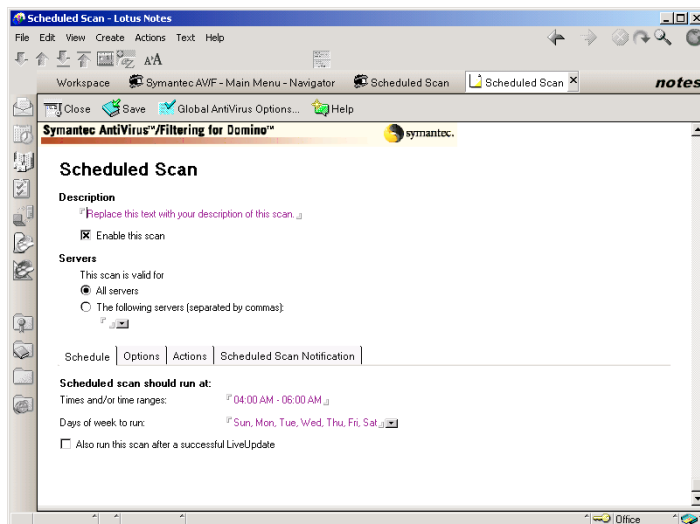 Scheduled Scan - Lotus Notes
File Edit View Create Actions Text Help
Workspace Symantec AV/F - Main Menu - Navigator Scheduled Scan Scheduled Scan notes
Close Save Global AntiVirus Options... Help
Symantec AntiVirus™/Filtering for Domino™ symantec.
Scheduled Scan
Description
Replace this text with your description of this scan.
Enable this scan
Servers
This scan is valid for
All servers
The following servers (separated by commas):
Schedule Options Actions Scheduled Scan Notification
Scheduled scan should run at:
Times and/or time ranges: 04:00 AM - 06:00 AM
Days of week to run: Sun, Mon, Tue, Wed, Thu, Fri, Sat
Also run this scan after a successful LiveUpdate
Office